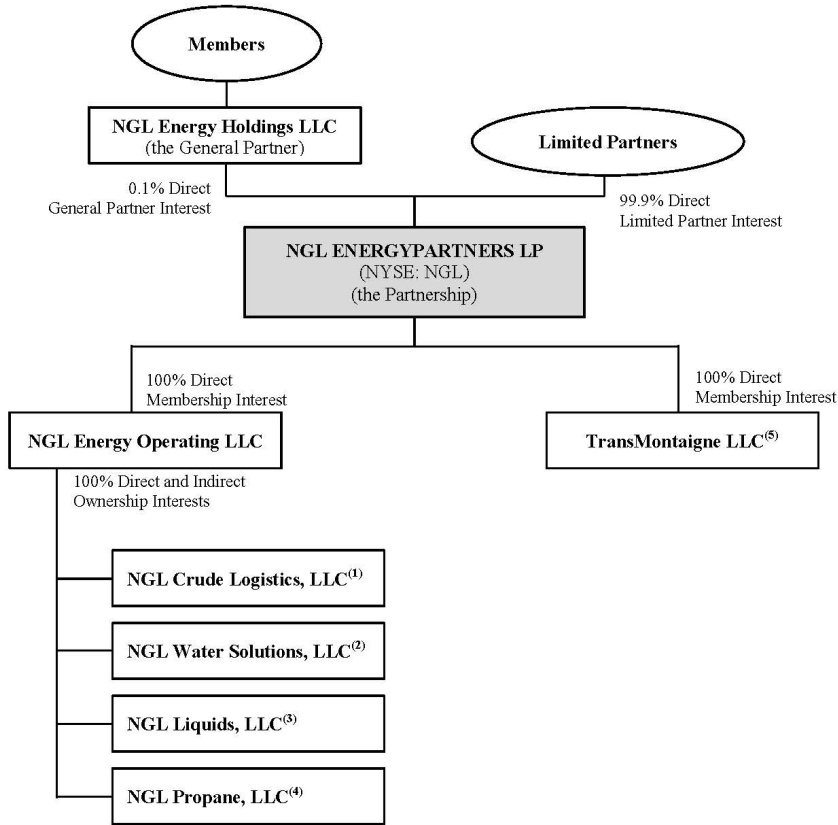 Members
NGL Energy Holdings LLC
(the General Partner)
Limited Partners
0.1% Direct
General Partner Interest
99.9% Direct
Limited Partner Interest
NGL ENERGYPARTNERS LP
(NYSE: NGL)
(the Partnership)
100% Direct
Membership Interest
100% Direct
Membership Interest
NGL Energy Operating LLC
TransMontaigne LLC(5)
100% Direct and Indirect
Ownership Interests
NGL Crude Logistics, LLC(1)
NGL Water Solutions, LLC(2)
NGL Liquids, LLC(3)
NGL Propane, LLC(4)